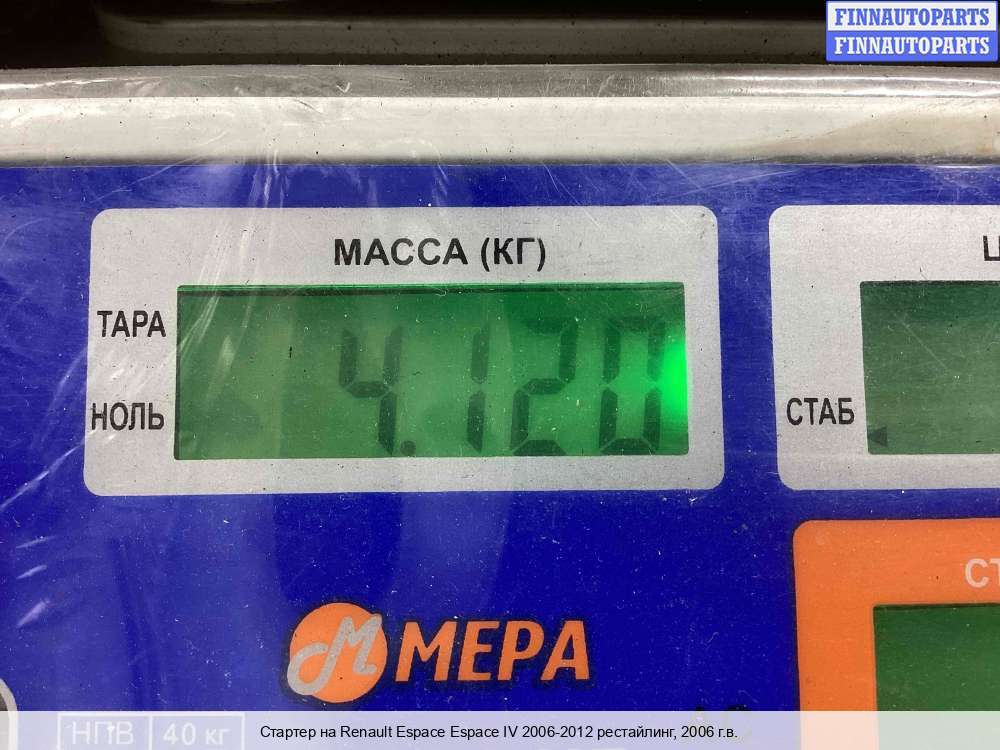 FINNAUTOPARTS
FINNAUTOPARTS
МАССА (КГ)
ТАРА
4.120
НОЛЬ
СТАБ
МЕРА
НПВ 40 кг
Стартер на Renault Espace Espace IV 2006-2012 рестайлинг, 2006 г.в.